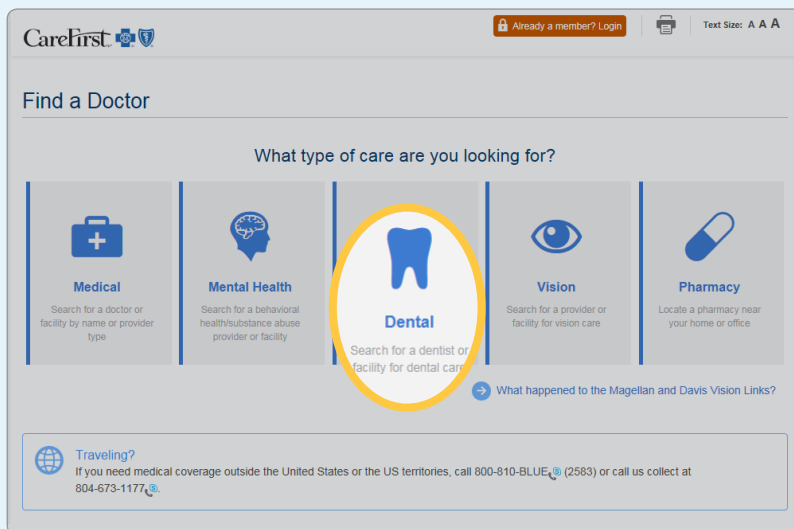 CareFirst
Already a member? Login
Text Size: A A A
Find a Doctor
What type of care are you looking for?
Medical
Search for a doctor or
facility by name or provider
type
Mental Health
Search for a behavioral
health/substance abuse
provider or facility
Dental
Search for a dentist or
facility for dental care
Vision
Search for a provider or
facility for vision care
Pharmacy
Locate a pharmacy near
your home or office
What happened to the Magellan and Davis Vision Links?
Traveling?
If you need medical coverage outside the United States or the US territories, call 800-810-BLUE (2583) or call us collect at
804-673-1177.